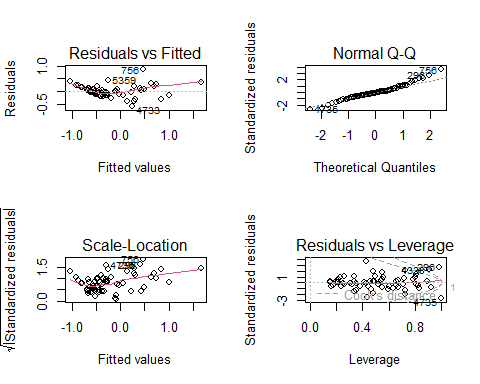 Residuals vs Fitted
Residuals
-0.5 1.0
756
5359
4733
-1.0 0.0 1.0
Fitted values
Normal Q-Q
Standardized residuals
-2 2
756
4735
-2 -1 0 1 2
Theoretical Quantiles
Scale-Location
√|Standardized residuals|
0.0 1.5
756
-1.0 0.0 1.0
Fitted values
Residuals vs Leverage
Standardized residuals
-3 1
4735
Cook's distance
1
0.0 0.4 0.8
Leverage